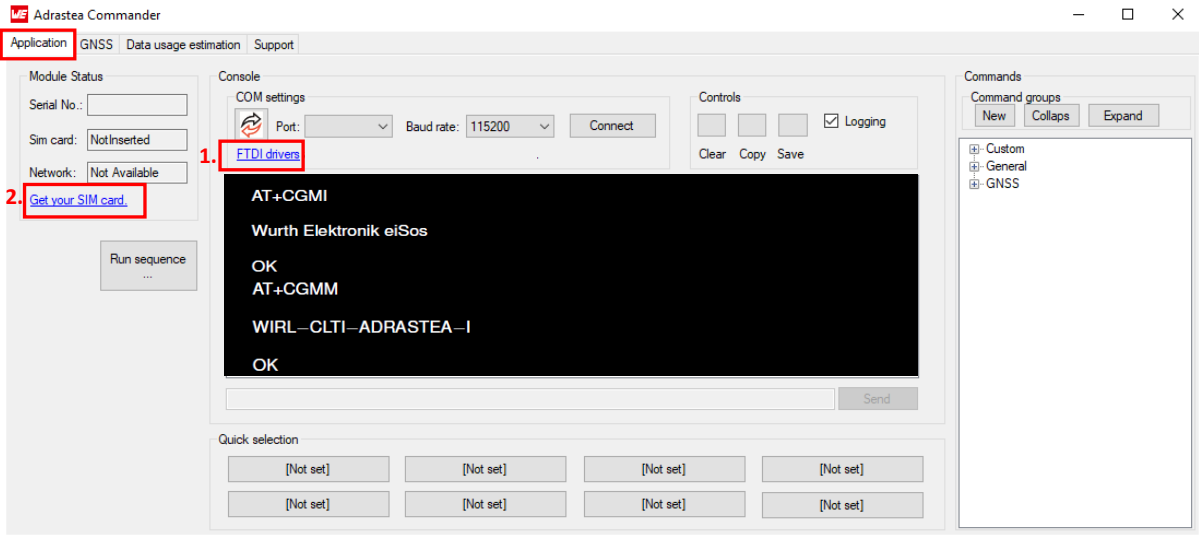 WE Adrastea Commander
Application GNSS Data usage estimation Support
Module Status
Serial No.:
Sim card: NotInserted
Network: Not Available
2. Get your SIM card.
Run sequence
...
Console
COM settings
Port: Baud rate: 115200 Connect
1. FTDI drivers
Controls
Logging
Clear Copy Save
AT+CGMI
Wurth Elektronik eiSos
OK
AT+CGMM
WIRL–CLTI–ADRASTEA–I
OK
Send
Quick selection
[Not set] [Not set] [Not set] [Not set]
[Not set] [Not set] [Not set] [Not set]
Commands
Command groups
New Collaps Expand
Custom
General
GNSS